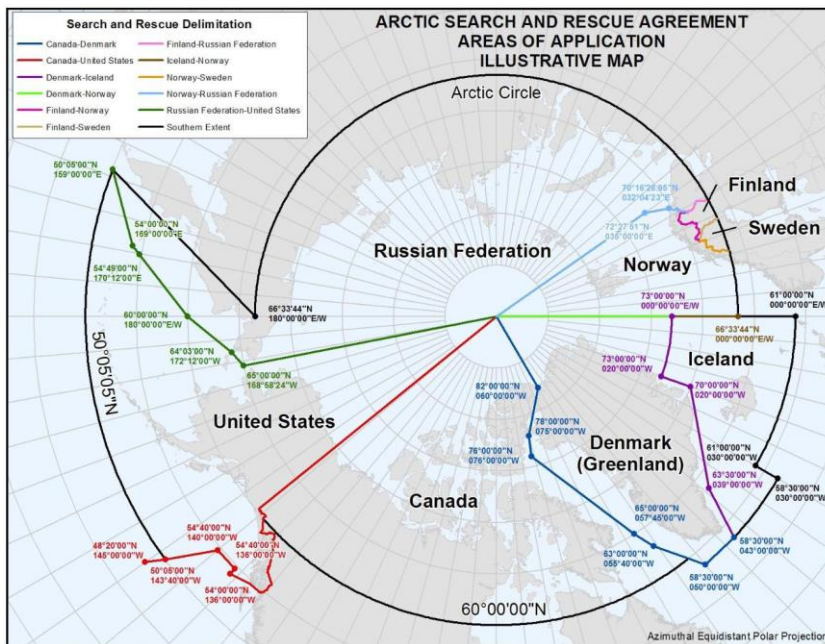 ARCTIC SEARCH AND RESCUE AGREEMENT
AREAS OF APPLICATION
ILLUSTRATIVE MAP
Search and Rescue Delimitation
Canada-Denmark
Canada-United States
Denmark-Iceland
Denmark-Norway
Finland-Norway
Finland-Sweden
Finland-Russian Federation
Iceland-Norway
Norway-Sweden
Norway-Russian Federation
Russian Federation-United States
Southern Extent
Arctic Circle
50°05'00"N
159°00'00"E
54°00'00"N
169°00'00"E
54°49'00"N
170°12'00"E
60°00'00"N
180°00'00"E/W
64°03'00"N
172°12'00"W
65°00'00"N
168°58'24"W
66°33'44"N
180°00'00"E/W
50°05'05"N
Russian Federation
70°16'28.95"N
032°04'23"E
72°27'51"N
035°00'00"E
Finland
Sweden
Norway
73°00'00"N
000°00'00"E/W
61°00'00"N
000°00'00"E/W
66°33'44"N
000°00'00"E/W
Iceland
73°00'00"N
020°00'00"W
70°00'00"N
020°00'00"W
82°00'00"N
060°00'00"W
78°00'00"N
075°00'00"W
76°00'00"N
076°00'00"W
Denmark
(Greenland)
61°00'00"N
030°00'00"W
63°30'00"N
039°00'00"W
58°30'00"N
030°00'00"W
United States
Canada
65°00'00"N
057°45'00"W
63°00'00"N
055°40'00"W
58°30'00"N
043°00'00"W
58°30'00"N
050°00'00"W
54°40'00"N
140°00'00"W
54°40'00"N
136°00'00"W
48°20'00"N
145°00'00"W
50°05'00"N
143°40'00"W
54°00'00"N
136°00'00"W
60°00'00"N
Azimuthal Equidistant Polar Projection